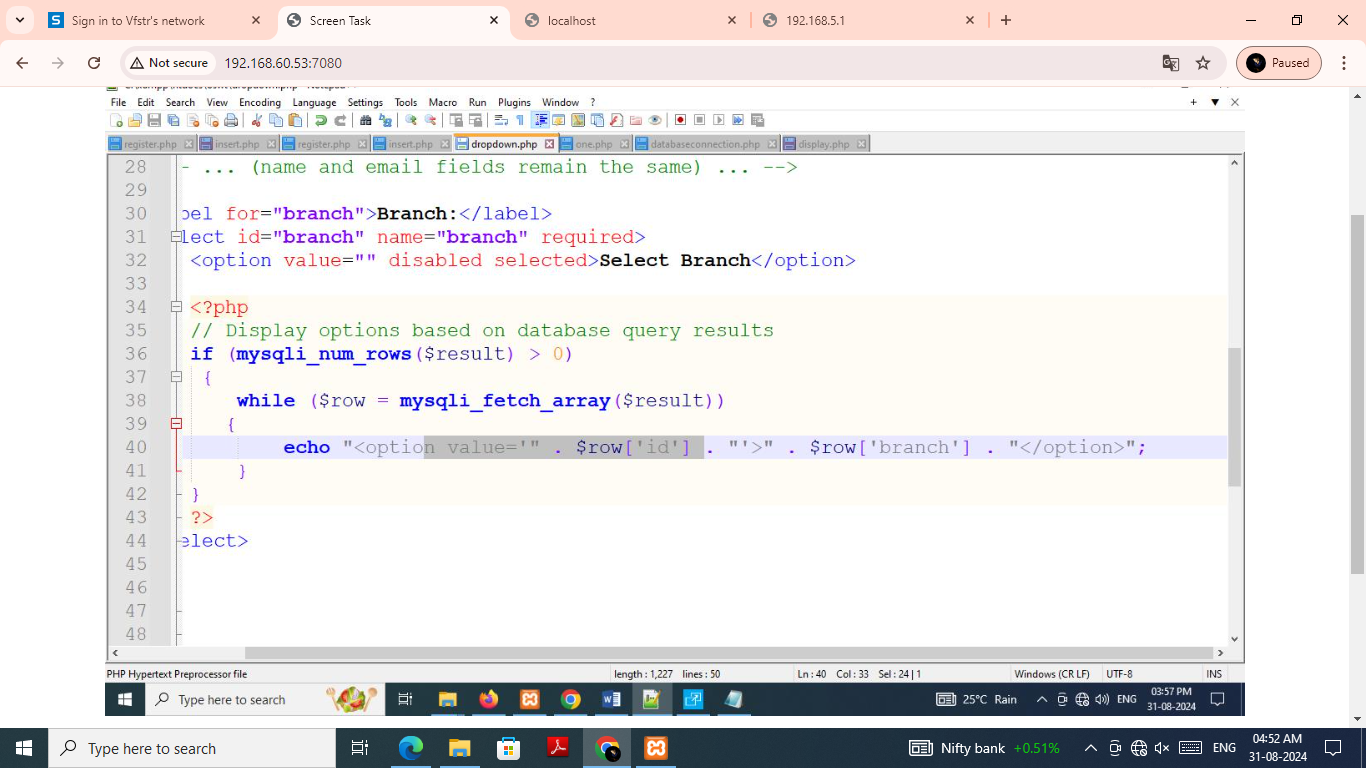 Sign in to Vfstr's network
Screen Task
localhost
192.168.5.1
Not secure
192.168.60.53:7080
Paused
File Edit Search View Encoding Language Settings Tools Macro Run Plugins Window ?
register.php insert.php register.php insert.php dropdown.php one.php databaseconnection.php display.php
28 - ... (name and email fields remain the same) ... -->
29
30 bel for="branch">Branch:</label>
31 lect id="branch" name="branch" required>
32 <option value="" disabled selected>Select Branch</option>
33
34 <?php
35 // Display options based on database query results
36 if (mysqli_num_rows($result) > 0)
37 {
38 while ($row = mysqli_fetch_array($result))
39 {
40 echo "<option value='" . $row['id'] . "'>" . $row['branch'] . "</option>";
41 }
42 }
43 ?>
44 elect>
45
46
47
48
PHP Hypertext Preprocessor file length : 1,227 lines : 50 Ln : 40 Col : 33 Sel : 24 | 1 Windows (CR LF) UTF-8 INS
Type here to search 25°C Rain ENG 03:57 PM
31-08-2024
Type here to search Nifty bank +0.51% ENG 04:52 AM
31-08-2024